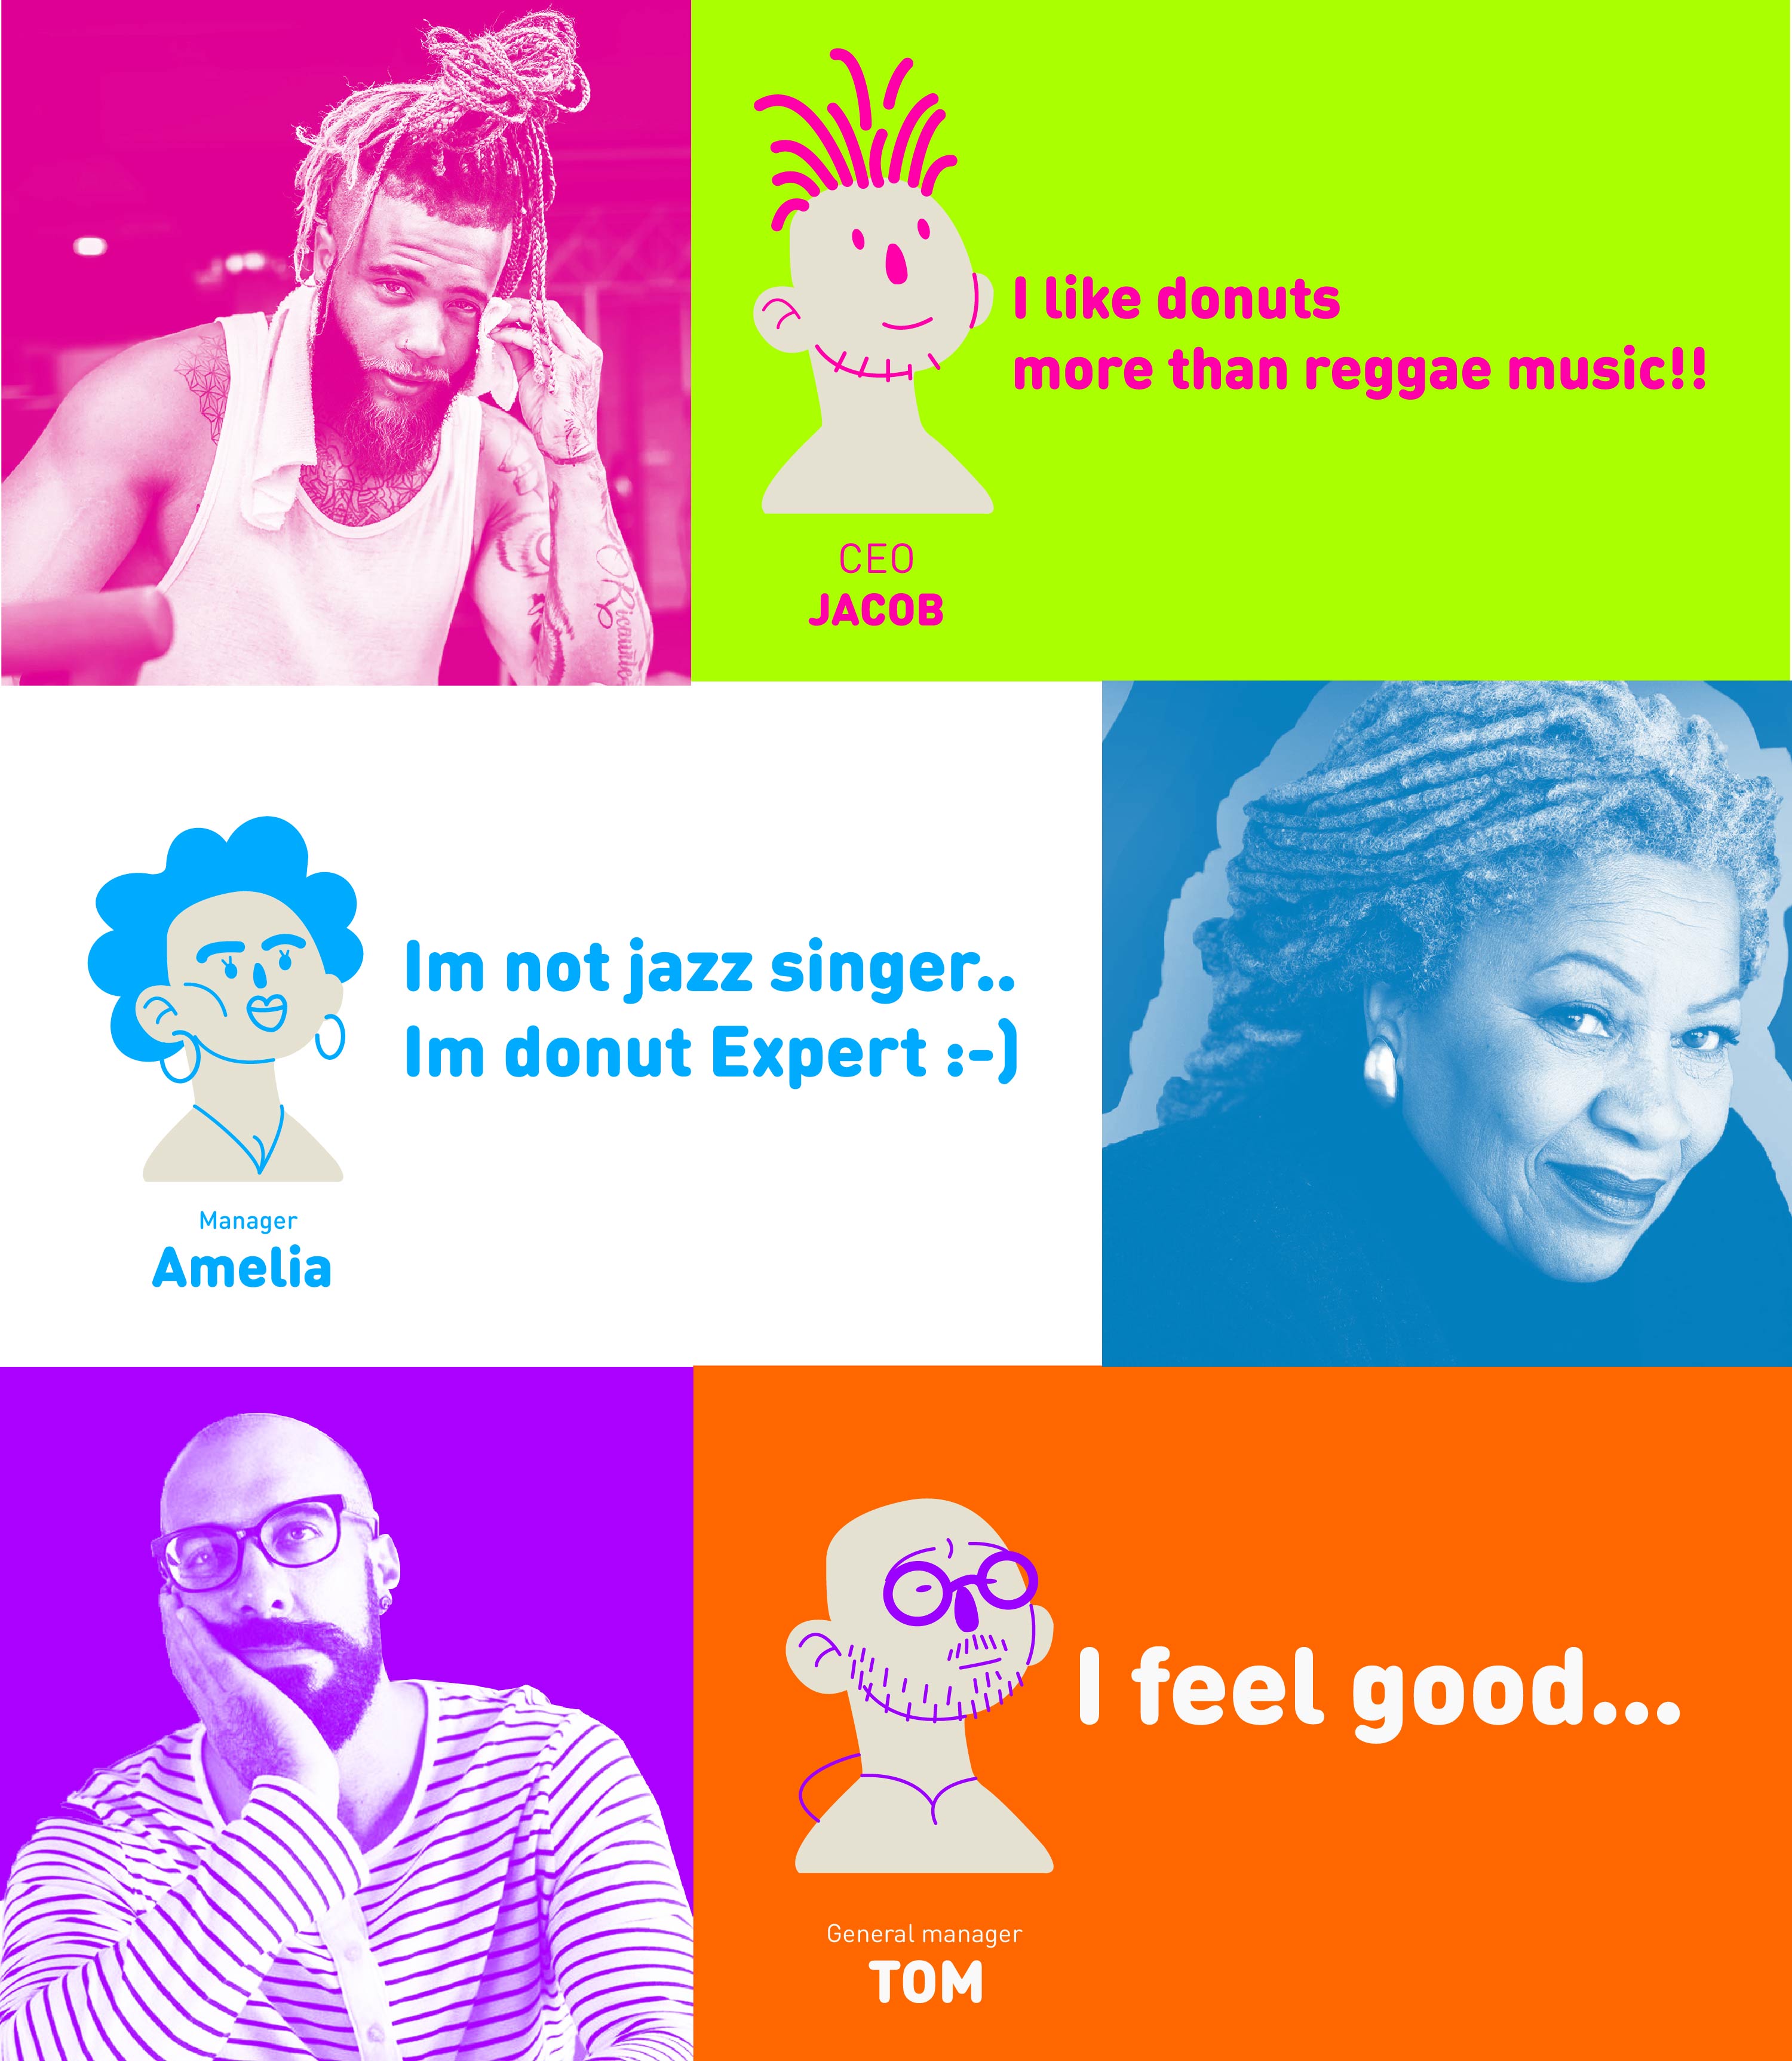 I like donuts
more than reggae music!!
CEO
JACOB
Im not jazz singer..
Im donut Expert :-)
Manager
Amelia
I feel good...
General manager
TOM